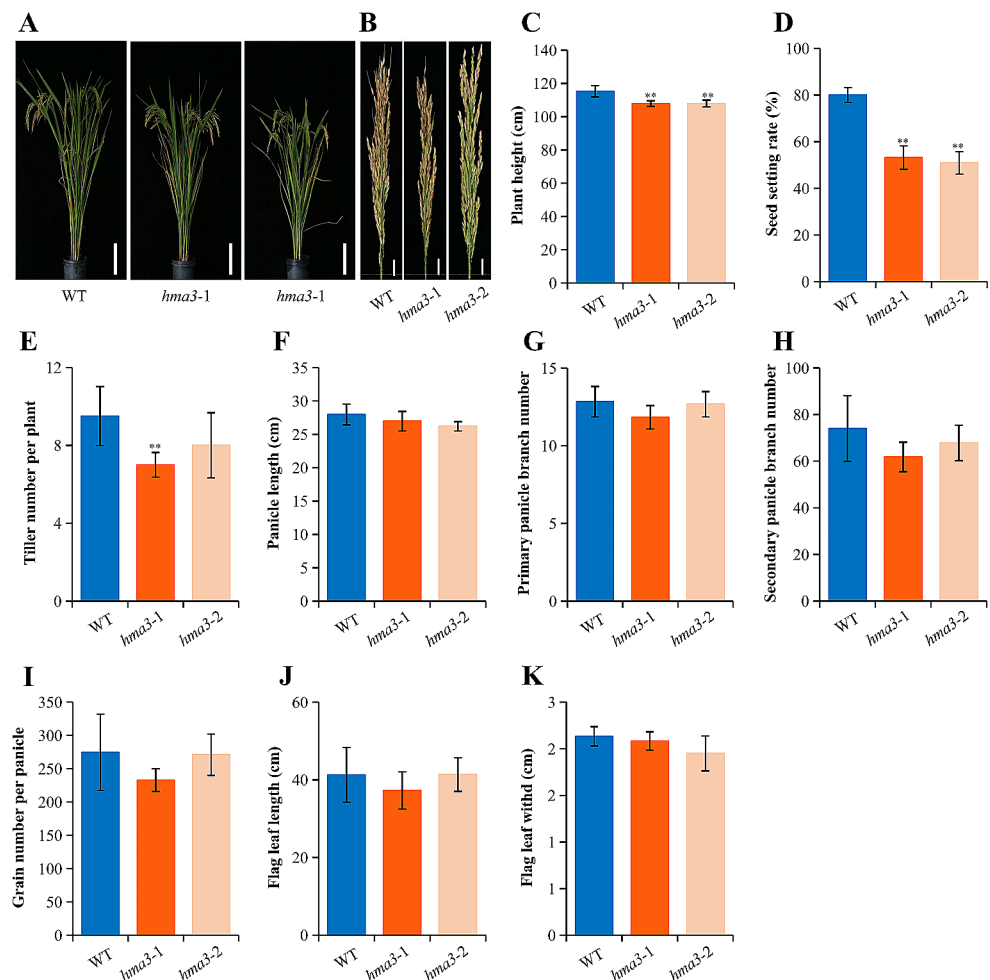 A
WT
hma3-1
hma3-1
B
WT
hma3-1
hma3-2
C
Plant height (cm)
140
120
100
80
60
40
20
0
**
**
WT
hma3-1
hma3-2
D
Seed setting rate (%)
100
80
60
40
20
0
**
**
WT
hma3-1
hma3-2
E
Tiller number per plant
12
8
4
0
**
WT
hma3-1
hma3-2
F
Panicle length (cm)
35
30
25
20
15
10
5
0
WT
hma3-1
hma3-2
G
Primary panicle branch number
15
10
5
0
WT
hma3-1
hma3-2
H
Secondary panicle branch number
100
80
60
40
20
0
WT
hma3-1
hma3-2
I
Grain number per panicle
350
300
250
200
150
100
50
0
WT
hma3-1
hma3-2
J
Flag leaf length (cm)
60
40
20
0
WT
hma3-1
hma3-2
K
Flag leaf withd (cm)
3
2
2
1
1
0
WT
hma3-1
hma3-2